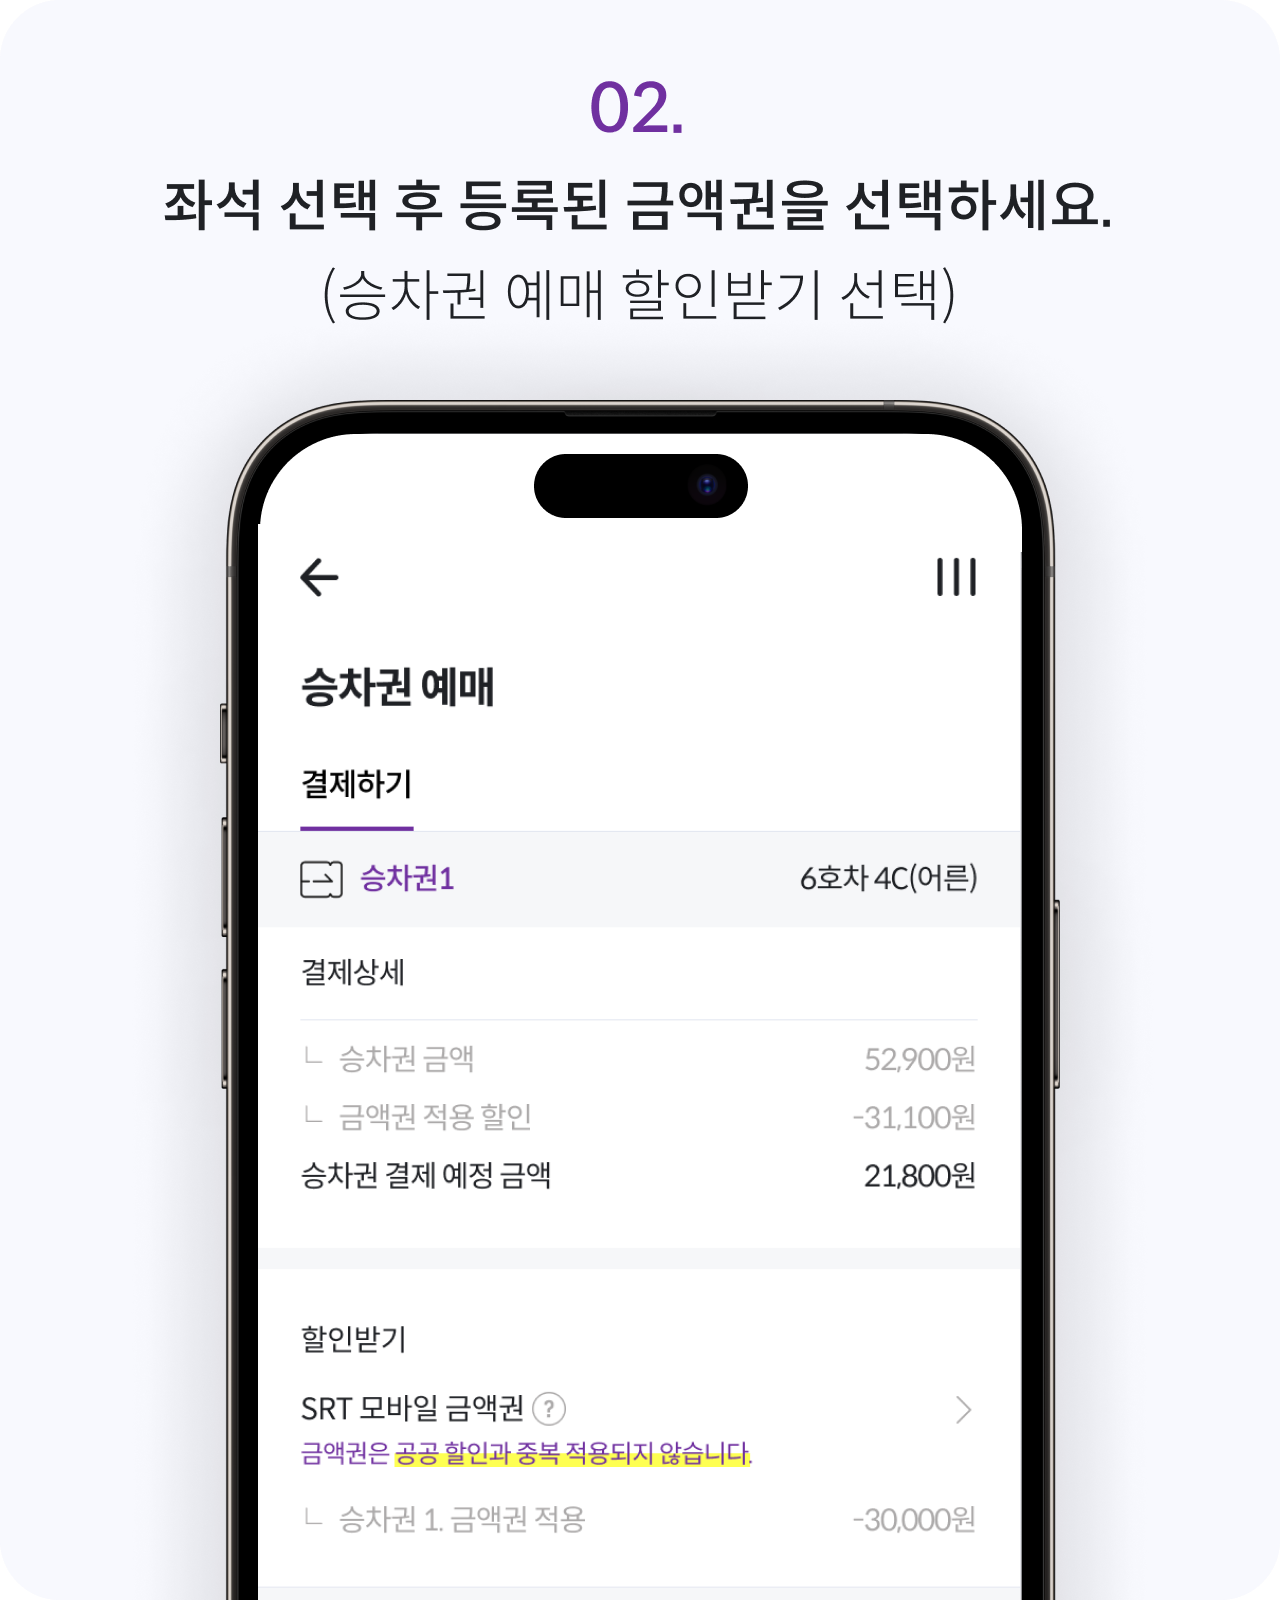 02.
좌석 선택 후 등록된 금액권을 선택하세요.
(승차권 예매 할인받기 선택)
승차권 예매
결제하기
승차권1 6호차 4C(어른)
결제상세
ㄴ 승차권 금액 52,900원
ㄴ 금액권 적용 할인 -31,100원
승차권 결제 예정 금액 21,800원
할인받기
SRT 모바일 금액권 ?
금액권은 공공 할인과 중복 적용되지 않습니다.
ㄴ 승차권 1. 금액권 적용 -30,000원